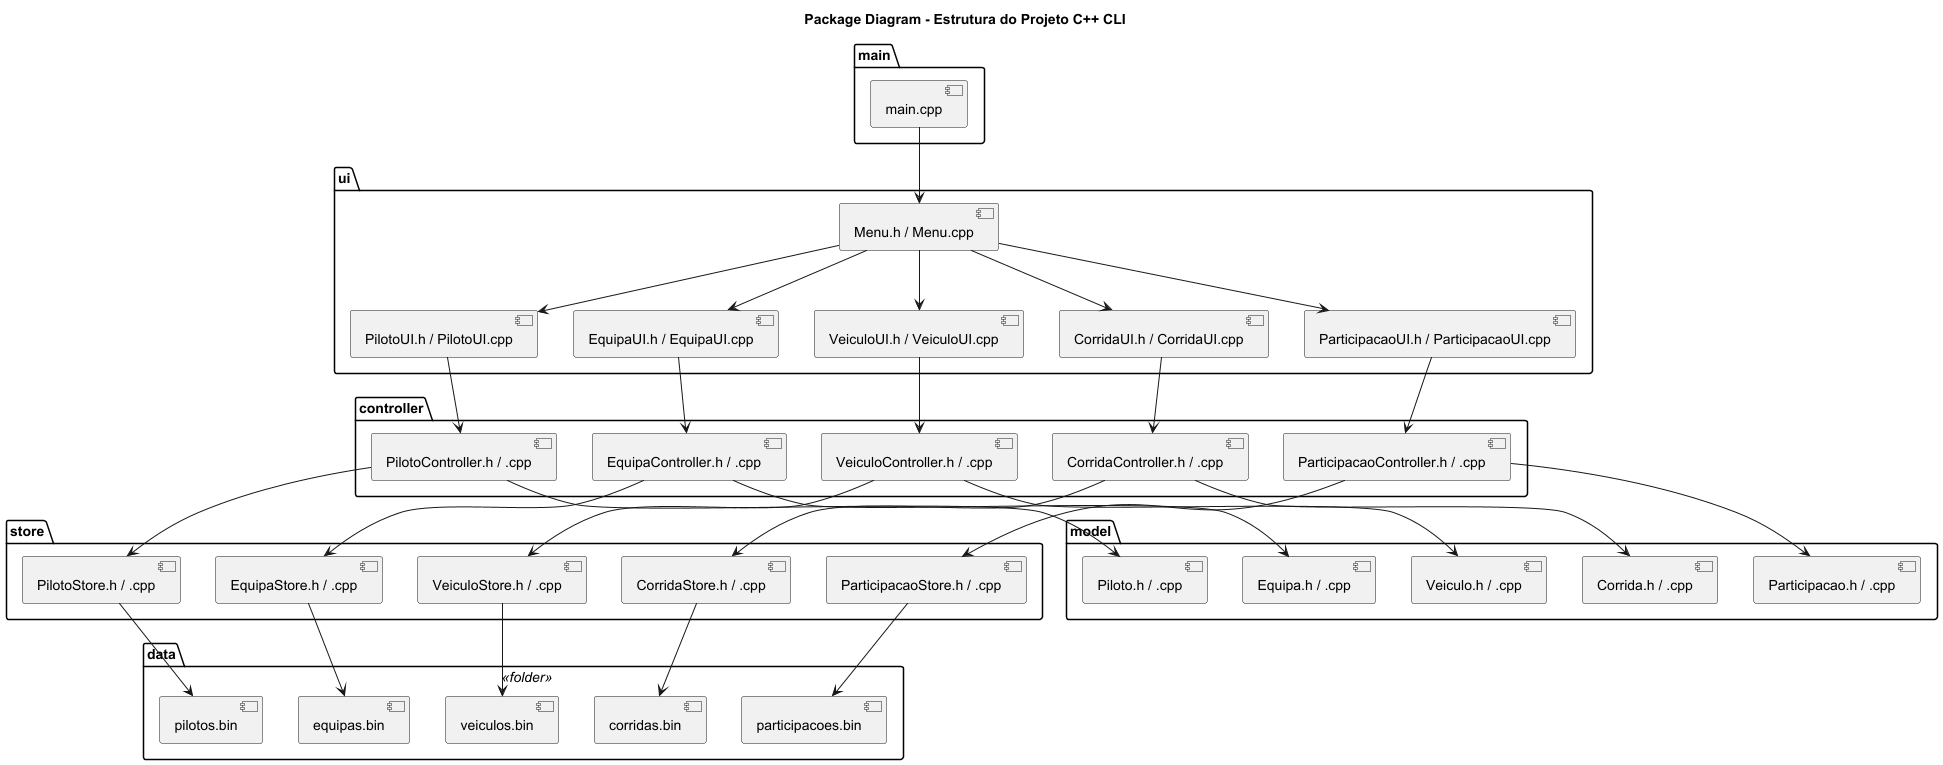 Package Diagram - Estrutura do Projeto C++ CLI
main
main.cpp
ui
Menu.h / Menu.cpp
PilotoUI.h / PilotoUI.cpp
EquipaUI.h / EquipaUI.cpp
VeiculoUI.h / VeiculoUI.cpp
CorridaUI.h / CorridaUI.cpp
ParticipacaoUI.h / ParticipacaoUI.cpp
controller
PilotoController.h / .cpp
EquipaController.h / .cpp
VeiculoController.h / .cpp
CorridaController.h / .cpp
ParticipacaoController.h / .cpp
store
PilotoStore.h / .cpp
EquipaStore.h / .cpp
VeiculoStore.h / .cpp
CorridaStore.h / .cpp
ParticipacaoStore.h / .cpp
model
Piloto.h / .cpp
Equipa.h / .cpp
Veiculo.h / .cpp
Corrida.h / .cpp
Participacao.h / .cpp
data
«folder»
pilotos.bin
equipas.bin
veiculos.bin
corridas.bin
participacoes.bin